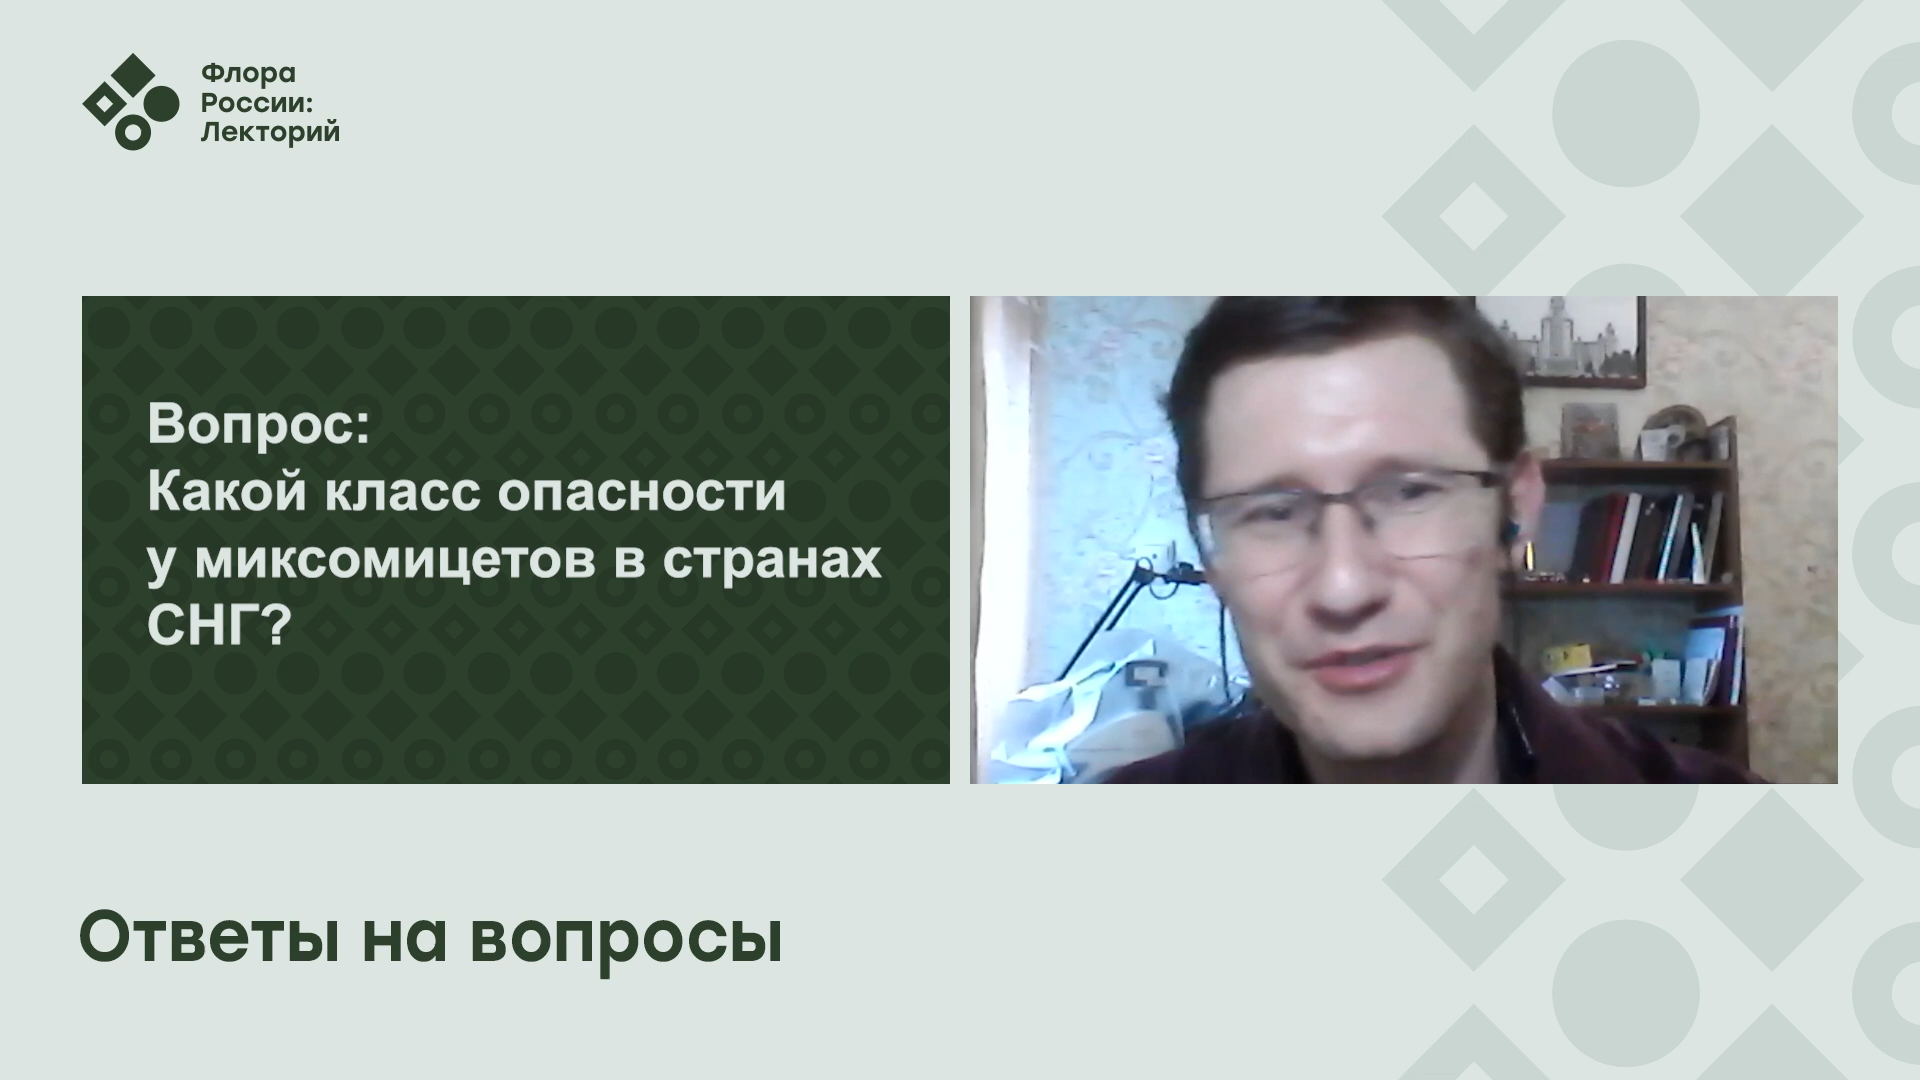 Флора
России:
Лекторий
Вопрос:
Какой класс опасности
у миксомицетов в странах
СНГ?
Ответы на вопросы